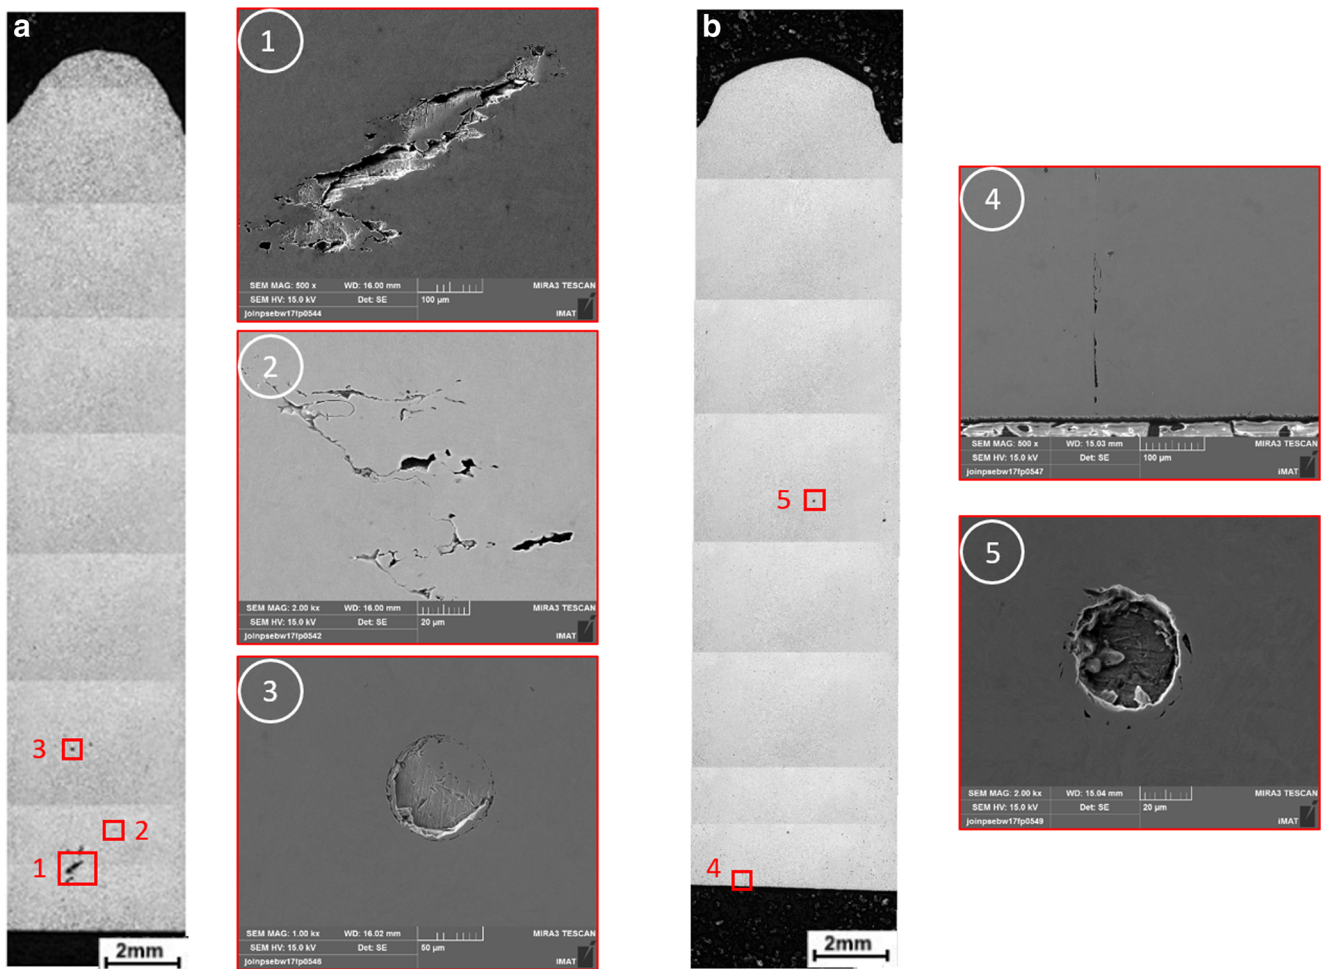 a
1
SEM MAG: 500 x WD: 16.00 mm MIRA3 TESCAN
SEM HV: 15.0 kV Det: SE 100 µm
joinpsebw17fp0544 iMAT
2
SEM MAG: 2.00 kx WD: 16.00 mm MIRA3 TESCAN
SEM HV: 15.0 kV Det: SE 20 µm
joinpsebw17fp0542 iMAT
3
SEM MAG: 1.00 kx WD: 16.02 mm MIRA3 TESCAN
SEM HV: 15.0 kV Det: SE 50 µm
joinpsebw17fp0546 iMAT
3
2
1
2mm
b
5
4
2mm
4
SEM MAG: 500 x WD: 15.03 mm MIRA3 TESCAN
SEM HV: 15.0 kV Det: SE 100 µm
joinpsebw17fp0547 iMAT
5
SEM MAG: 2.00 kx WD: 15.04 mm MIRA3 TESCAN
SEM HV: 15.0 kV Det: SE 20 µm
joinpsebw17fp0549 iMAT